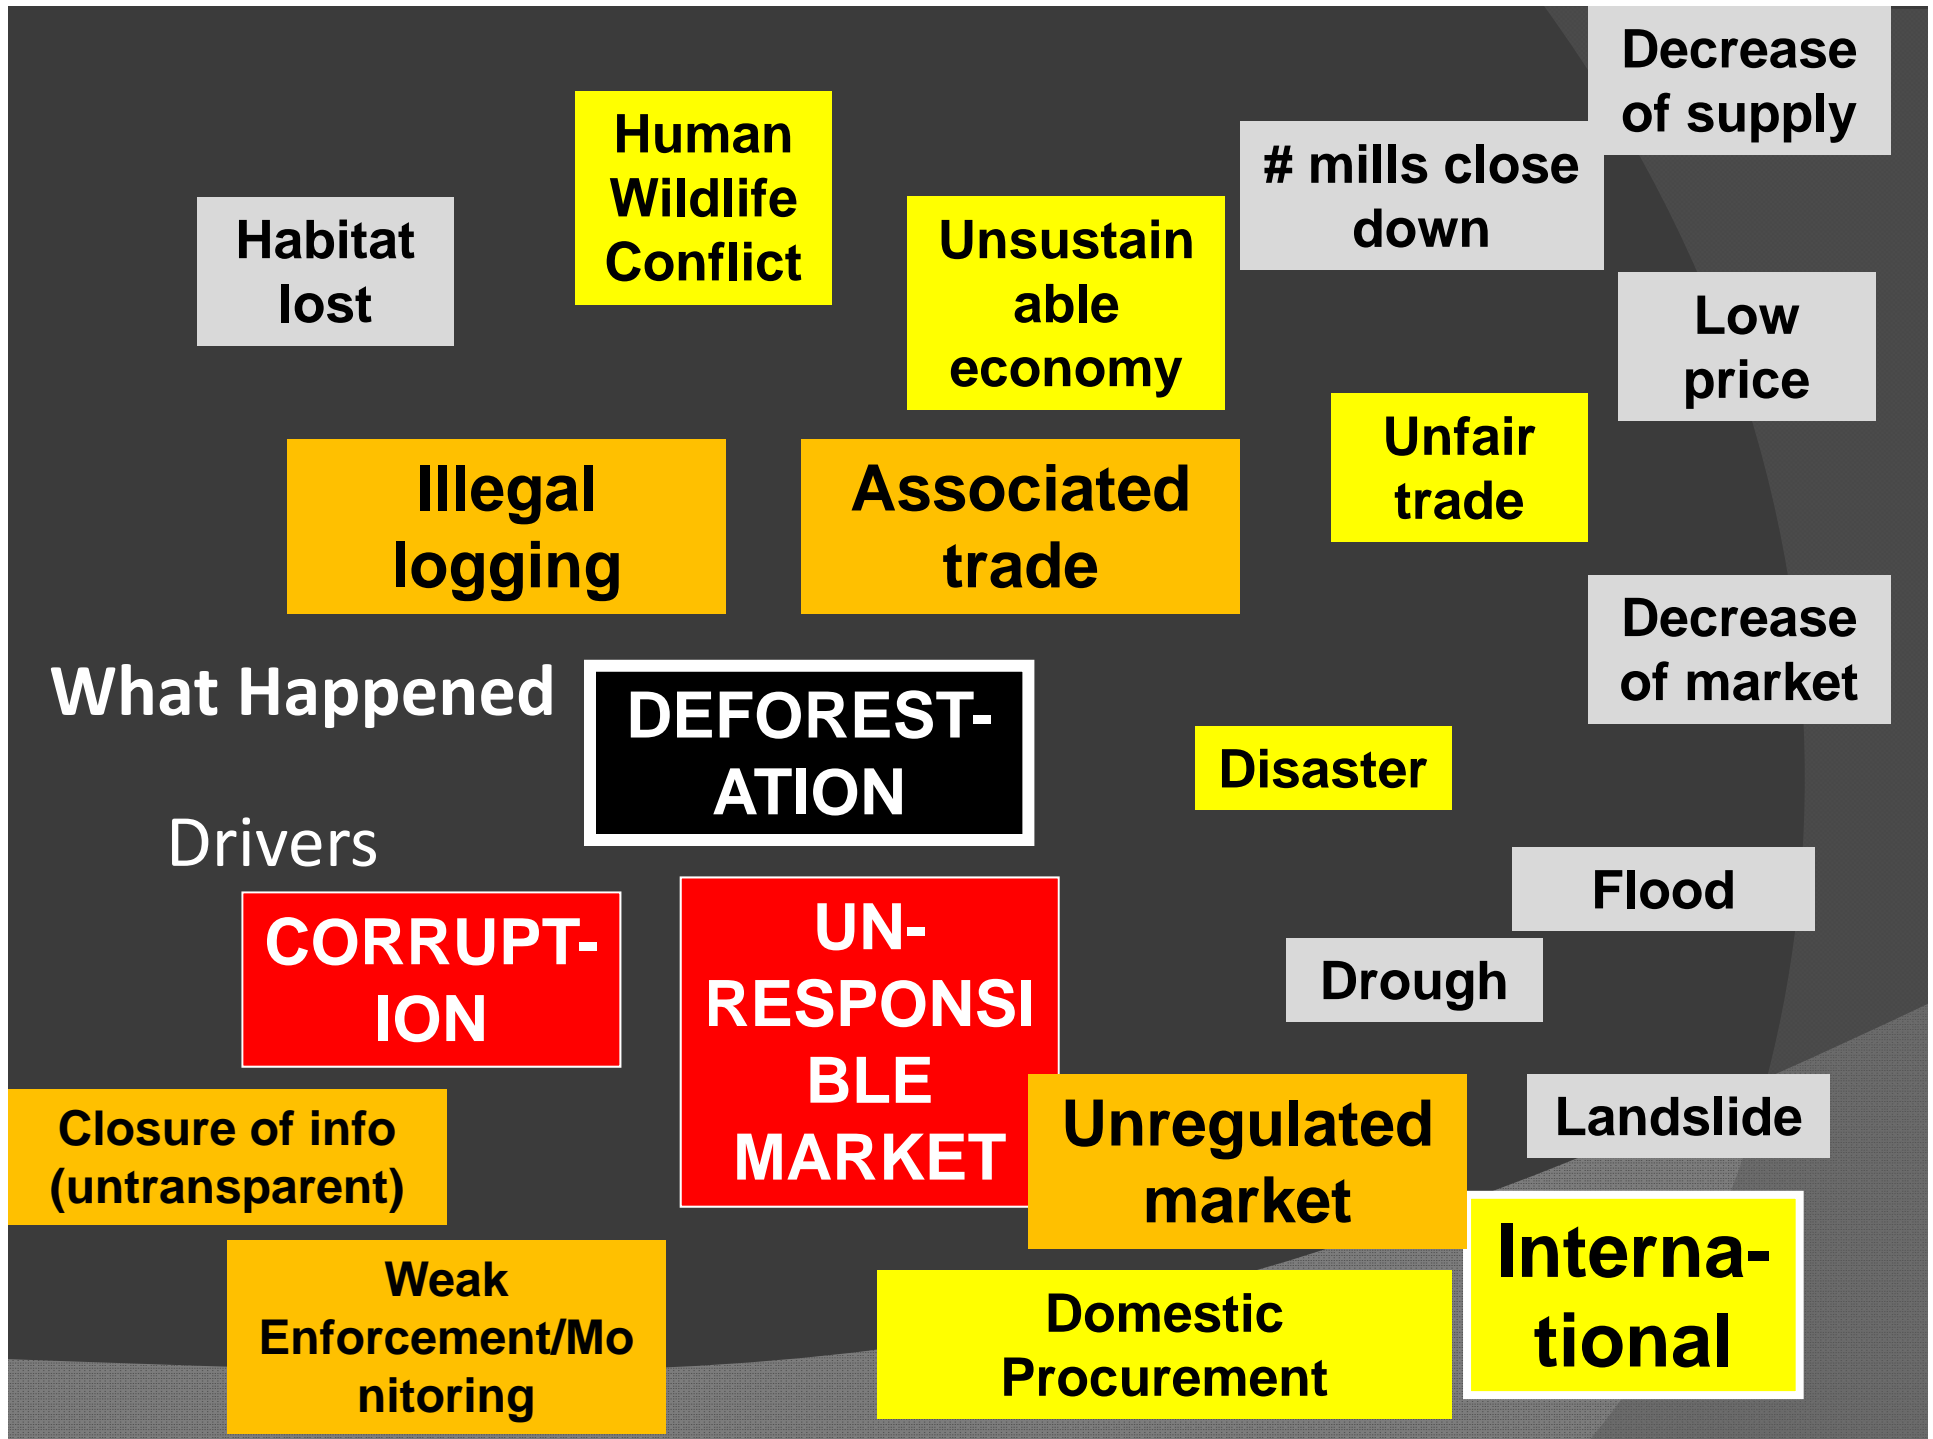 Decrease
of supply
Human
Wildlife
Conflict
# mills close
down
Habitat
lost
Unsustain
able
economy
Low
price
Unfair
trade
Illegal
logging
Associated
trade
Decrease
of market
What Happened
DEFOREST-
ATION
Disaster
Drivers
Flood
CORRUPT-
ION
UN-
RESPONSI
BLE
MARKET
Drough
Closure of info
(untransparent)
Unregulated
market
Landslide
Weak
Enforcement/Mo
nitoring
Domestic
Procurement
Interna-
tional